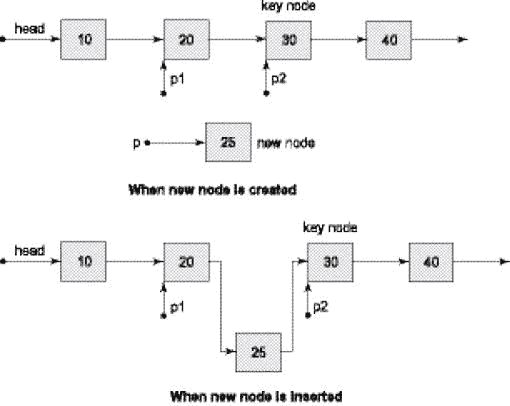 key node
head
10
20
30
40
p1
p2
p
25
new node
When new node is created
key node
head
10
20
30
40
p1
p2
25
When new node is inserted